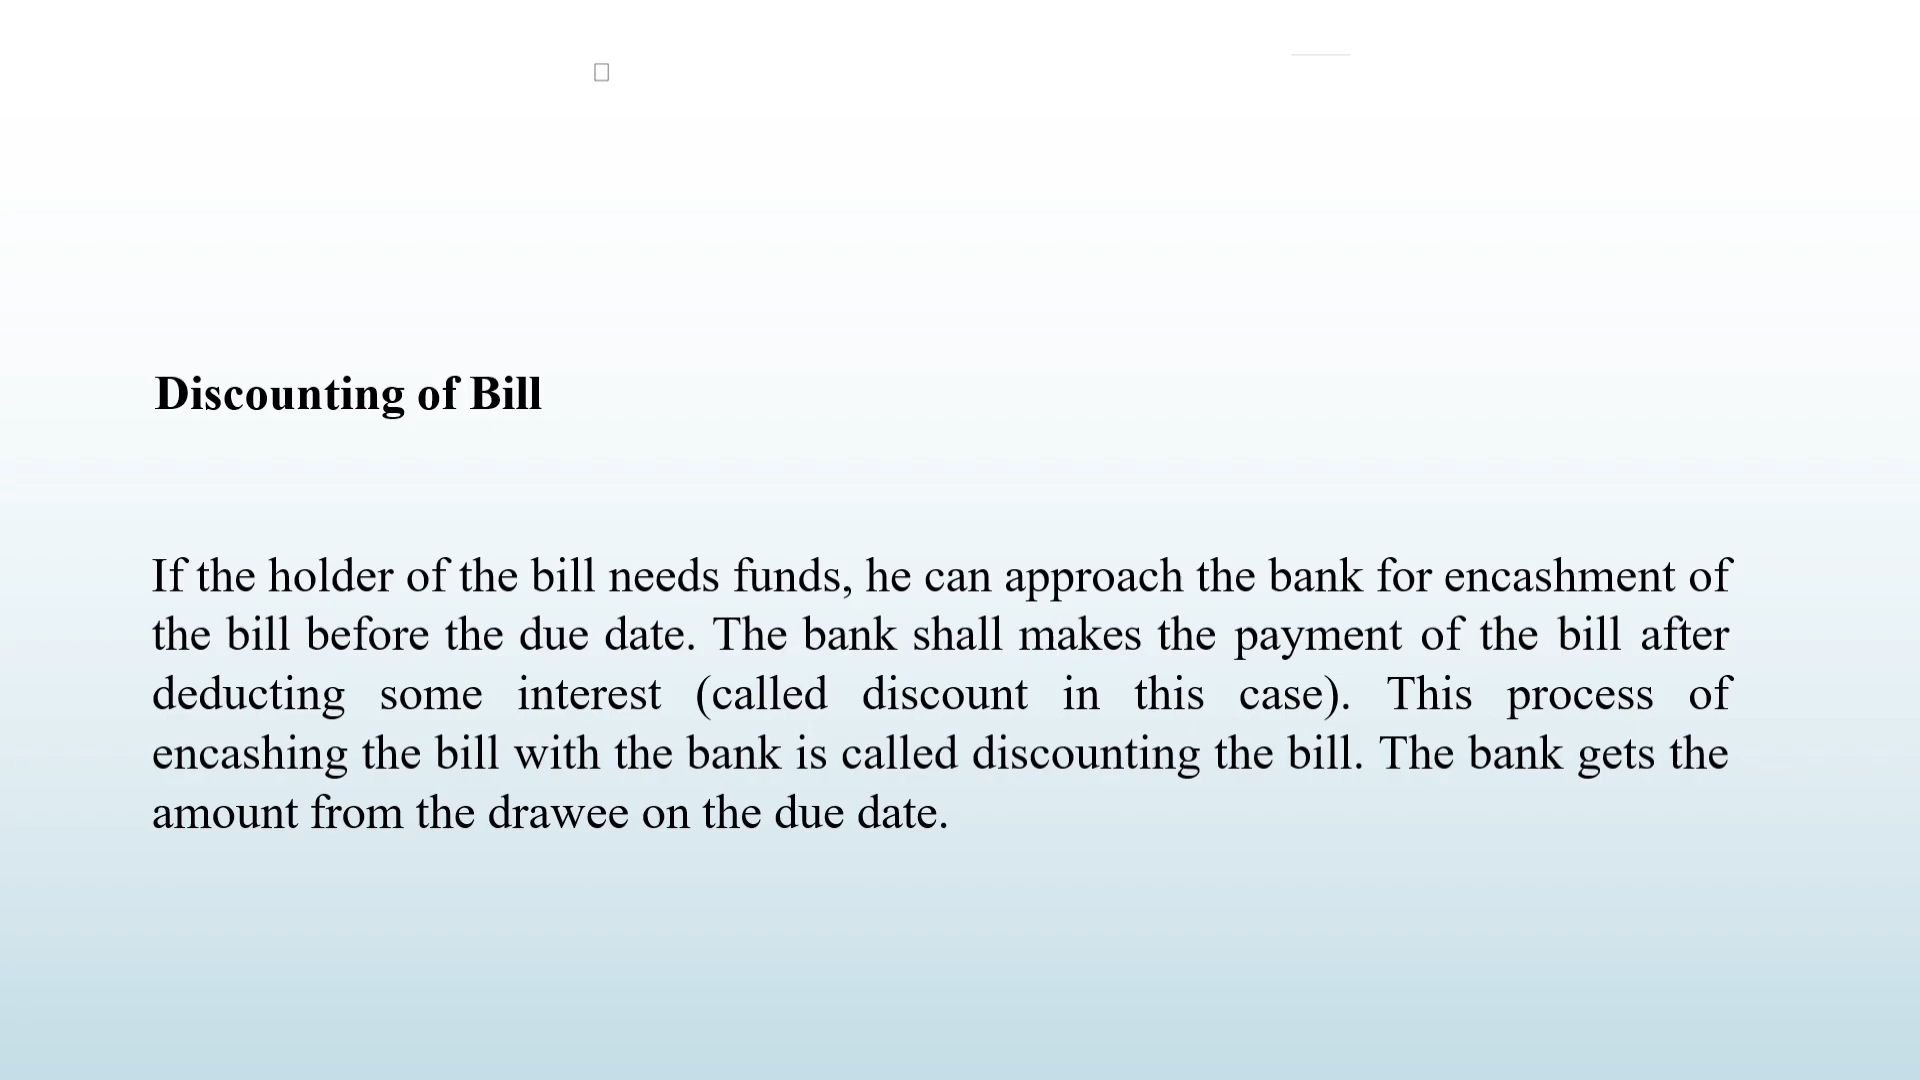 Discounting of Bill
If the holder of the bill needs funds, he can approach the bank for encashment of
the bill before the due date. The bank shall makes the payment of the bill after
deducting some interest (called discount in this case). This process of
encashing the bill with the bank is called discounting the bill. The bank gets the
amount from the drawee on the due date.